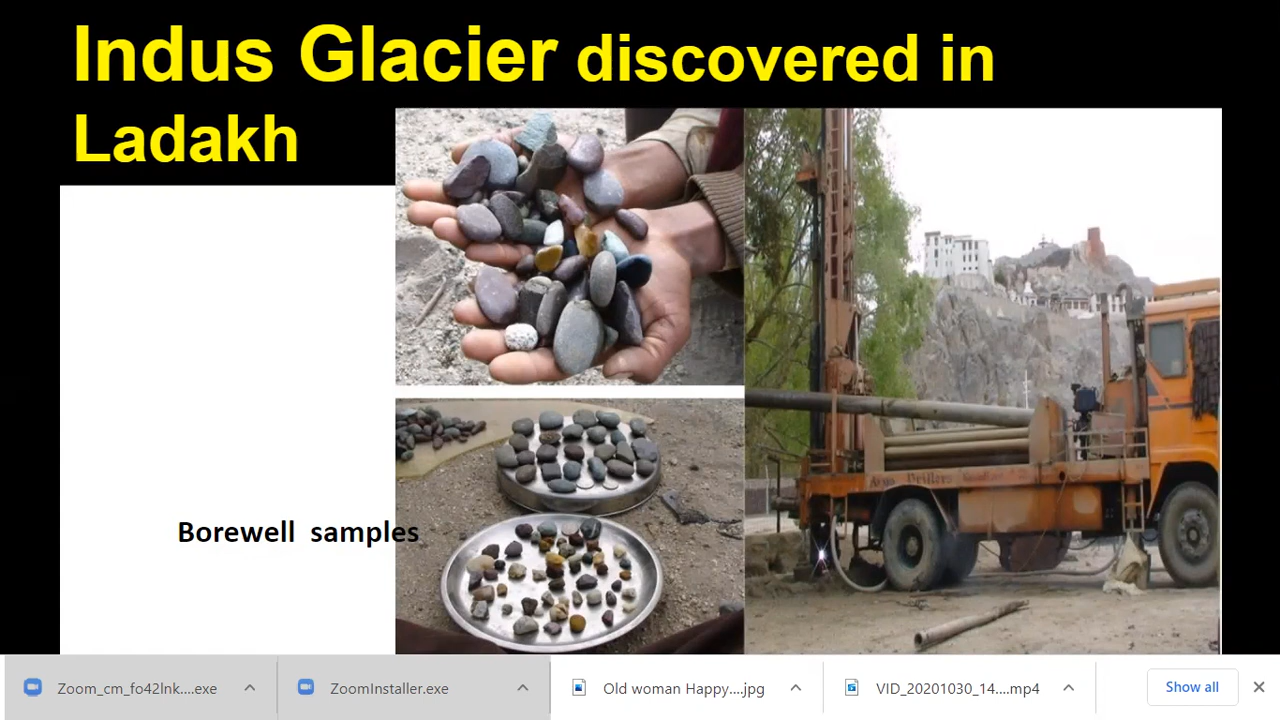 Indus Glacier discovered in
Ladakh
Borewell samples
Drillers
Zoom_cm_fo42lnk....exe
ZoomInstaller.exe
Old woman Happy....jpg
VID_20201030_14....mp4
Show all